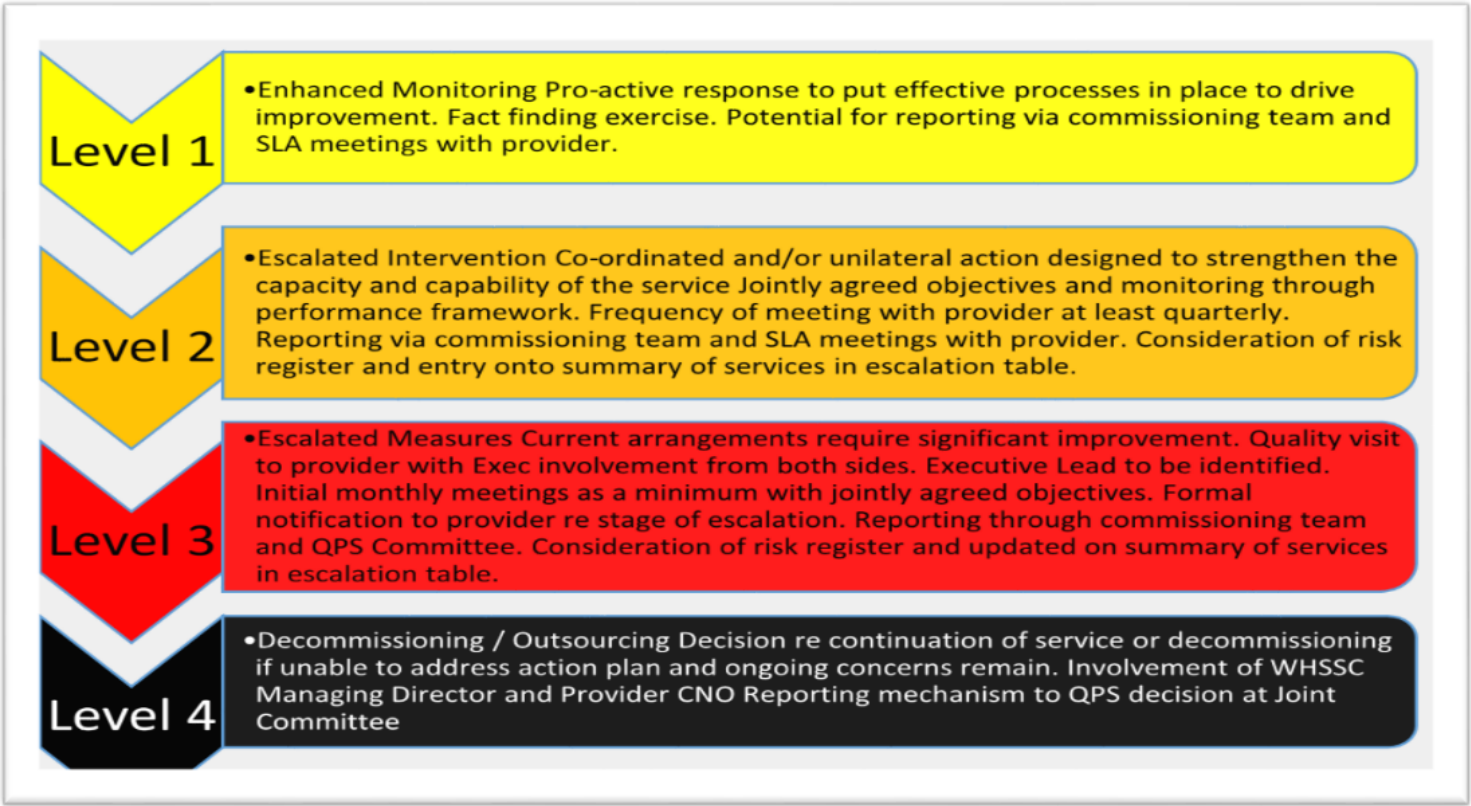 Level 1
•Enhanced Monitoring Pro-active response to put effective processes in place to drive
improvement. Fact finding exercise. Potential for reporting via commissioning team and
SLA meetings with provider.
Level 2
•Escalated Intervention Co-ordinated and/or unilateral action designed to strengthen the
capacity and capability of the service Jointly agreed objectives and monitoring through
performance framework. Frequency of meeting with provider at least quarterly.
Reporting via commissioning team and SLA meetings with provider. Consideration of risk
register and entry onto summary of services in escalation table.
Level 3
•Escalated Measures Current arrangements require significant improvement. Quality visit
to provider with Exec involvement from both sides. Executive Lead to be identified.
Initial monthly meetings as a minimum with jointly agreed objectives. Formal
notification to provider re stage of escalation. Reporting through commissioning team
and QPS Committee. Consideration of risk register and updated on summary of services
in escalation table.
Level 4
•Decommissioning / Outsourcing Decision re continuation of service or decommissioning
if unable to address action plan and ongoing concerns remain. Involvement of WHSSC
Managing Director and Provider CNO Reporting mechanism to QPS decision at Joint
Committee